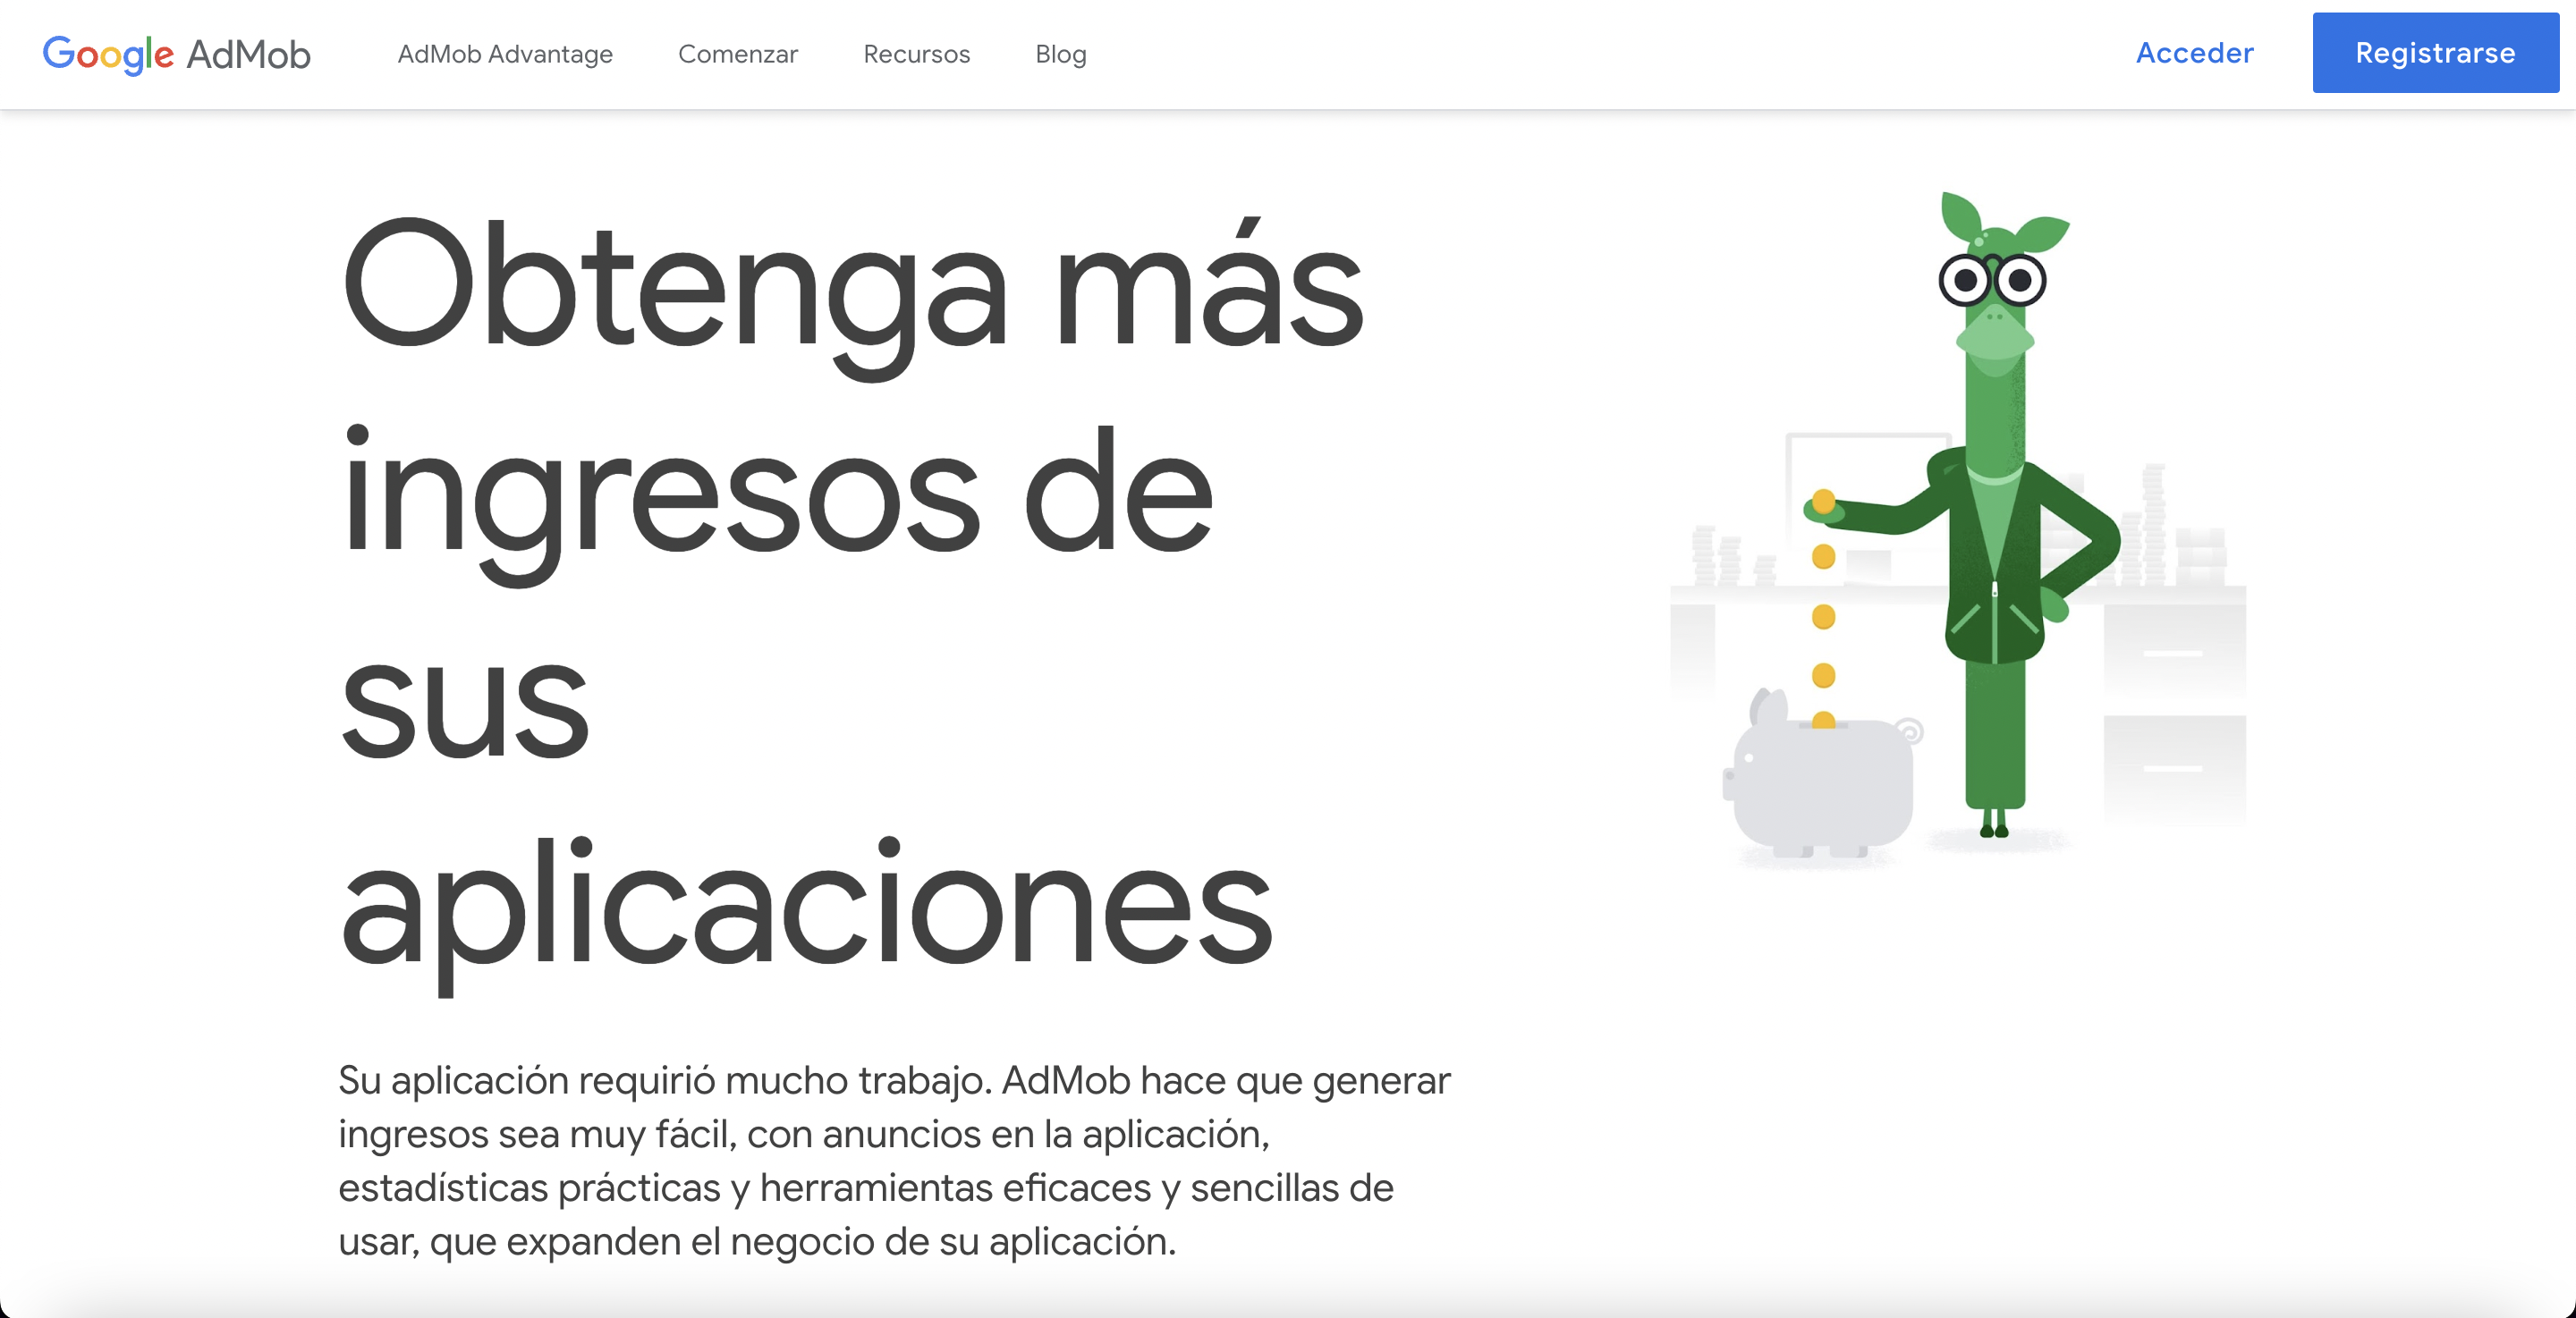 Google AdMob
AdMob Advantage
Comenzar
Recursos
Blog
Acceder
Registrarse
Obtenga más
ingresos de
sus
aplicaciones
Su aplicación requirió mucho trabajo. AdMob hace que generar
ingresos sea muy fácil, con anuncios en la aplicación,
estadísticas prácticas y herramientas eficaces y sencillas de
usar, que expanden el negocio de su aplicación.